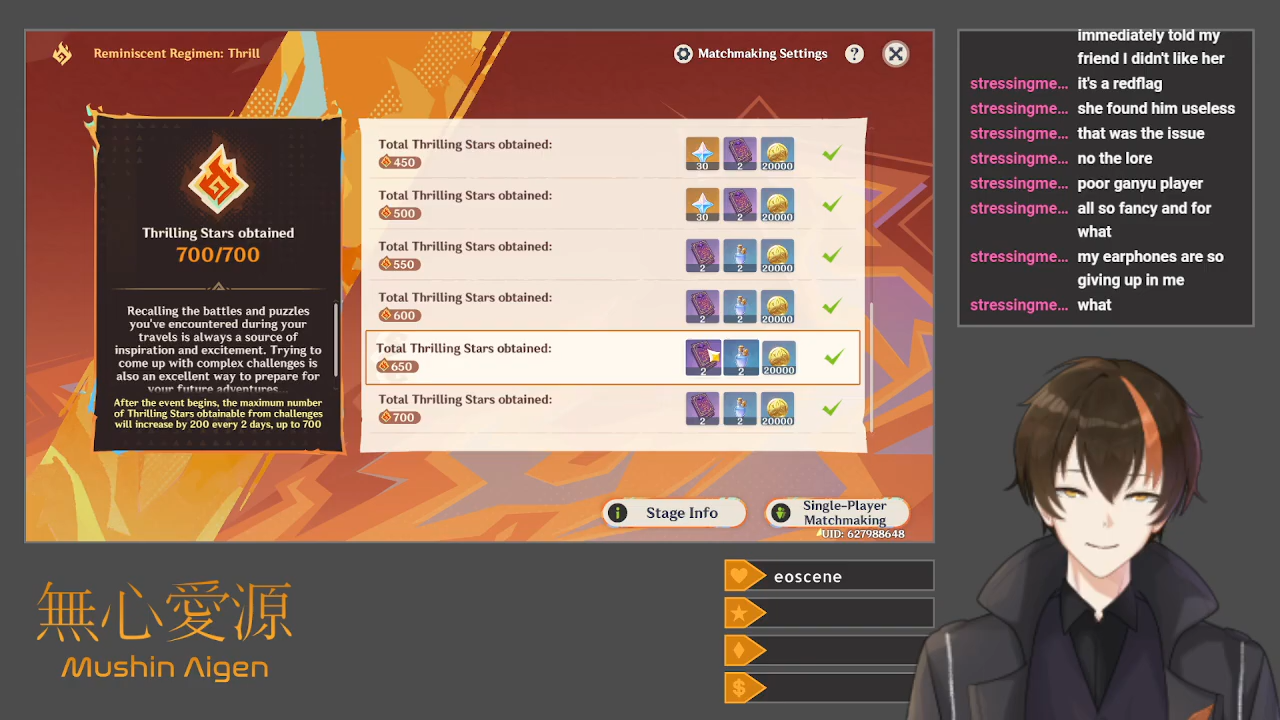 Reminiscent Regimen: Thrill
Matchmaking Settings
?
Thrilling Stars obtained
700/700
Recalling the battles and puzzles
you've encountered during your
travels is always a source of
inspiration and excitement. Trying to
come up with complex challenges is
also an excellent way to prepare for
your future adventures...
After the event begins, the maximum number
of Thrilling Stars obtainable from challenges
will increase by 200 every 2 days, up to 700
Total Thrilling Stars obtained:
450
30 2 20000
Total Thrilling Stars obtained:
500
30 2 20000
Total Thrilling Stars obtained:
550
2 2 20000
Total Thrilling Stars obtained:
600
2 2 20000
Total Thrilling Stars obtained:
650
2 2 20000
Total Thrilling Stars obtained:
700
2 2 20000
Stage Info
Single-Player
Matchmaking
UID: 627988648
immediately told my
friend I didn't like her
stressingme... it's a redflag
stressingme... she found him useless
stressingme... that was the issue
stressingme... no the lore
stressingme... poor ganyu player
stressingme... all so fancy and for
what
stressingme... my earphones are so
giving up in me
stressingme... what
無心愛源
Mushin Aigen
eoscene
$